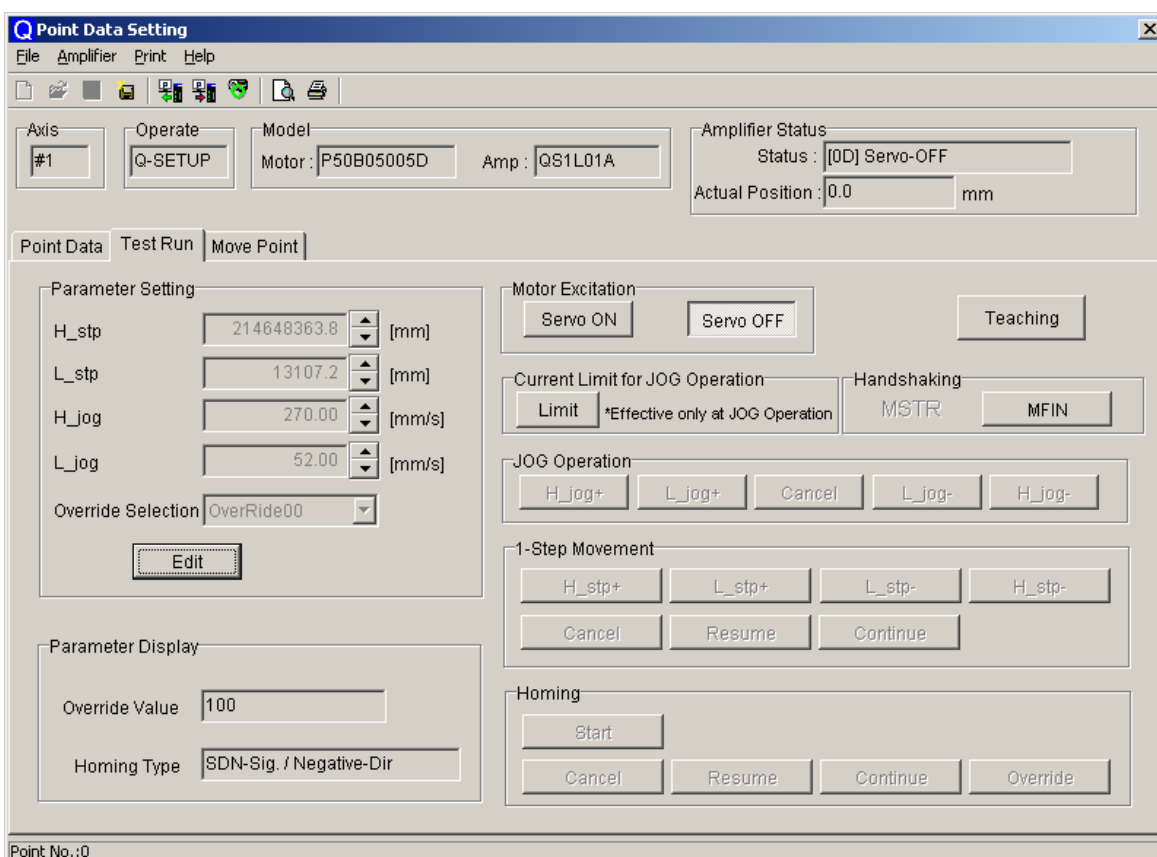 Q Point Data Setting
File Amplifier Print Help
Axis
#1
Operate
Q-SETUP
Model
Motor : P50B05005D Amp : QS1L01A
Amplifier Status
Status : [0D] Servo-OFF
Actual Position : 0.0 mm
Point Data Test Run Move Point
Parameter Setting
H_stp 214648363.8 [mm]
L_stp 13107.2 [mm]
H_jog 270.00 [mm/s]
L_jog 52.00 [mm/s]
Override Selection OverRide00
Edit
Parameter Display
Override Value 100
Homing Type SDN-Sig. / Negative-Dir
Motor Excitation
Servo ON Servo OFF
Teaching
Current Limit for JOG Operation
Limit *Effective only at JOG Operation
Handshaking
MSTR MFIN
JOG Operation
H_jog+ L_jog+ Cancel L_jog- H_jog-
1-Step Movement
H_stp+ L_stp+ L_stp- H_stp-
Cancel Resume Continue
Homing
Start
Cancel Resume Continue Override
Point No.:0